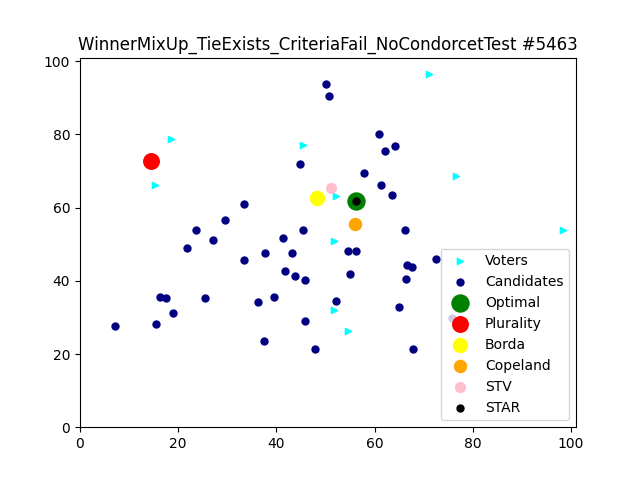 WinnerMixUp_TieExists_CriteriaFail_NoCondorcetTest #5463
100
80
60
40
20
0
0 20 40 60 80 100
Voters
Candidates
Optimal
Plurality
Borda
Copeland
STV
STAR